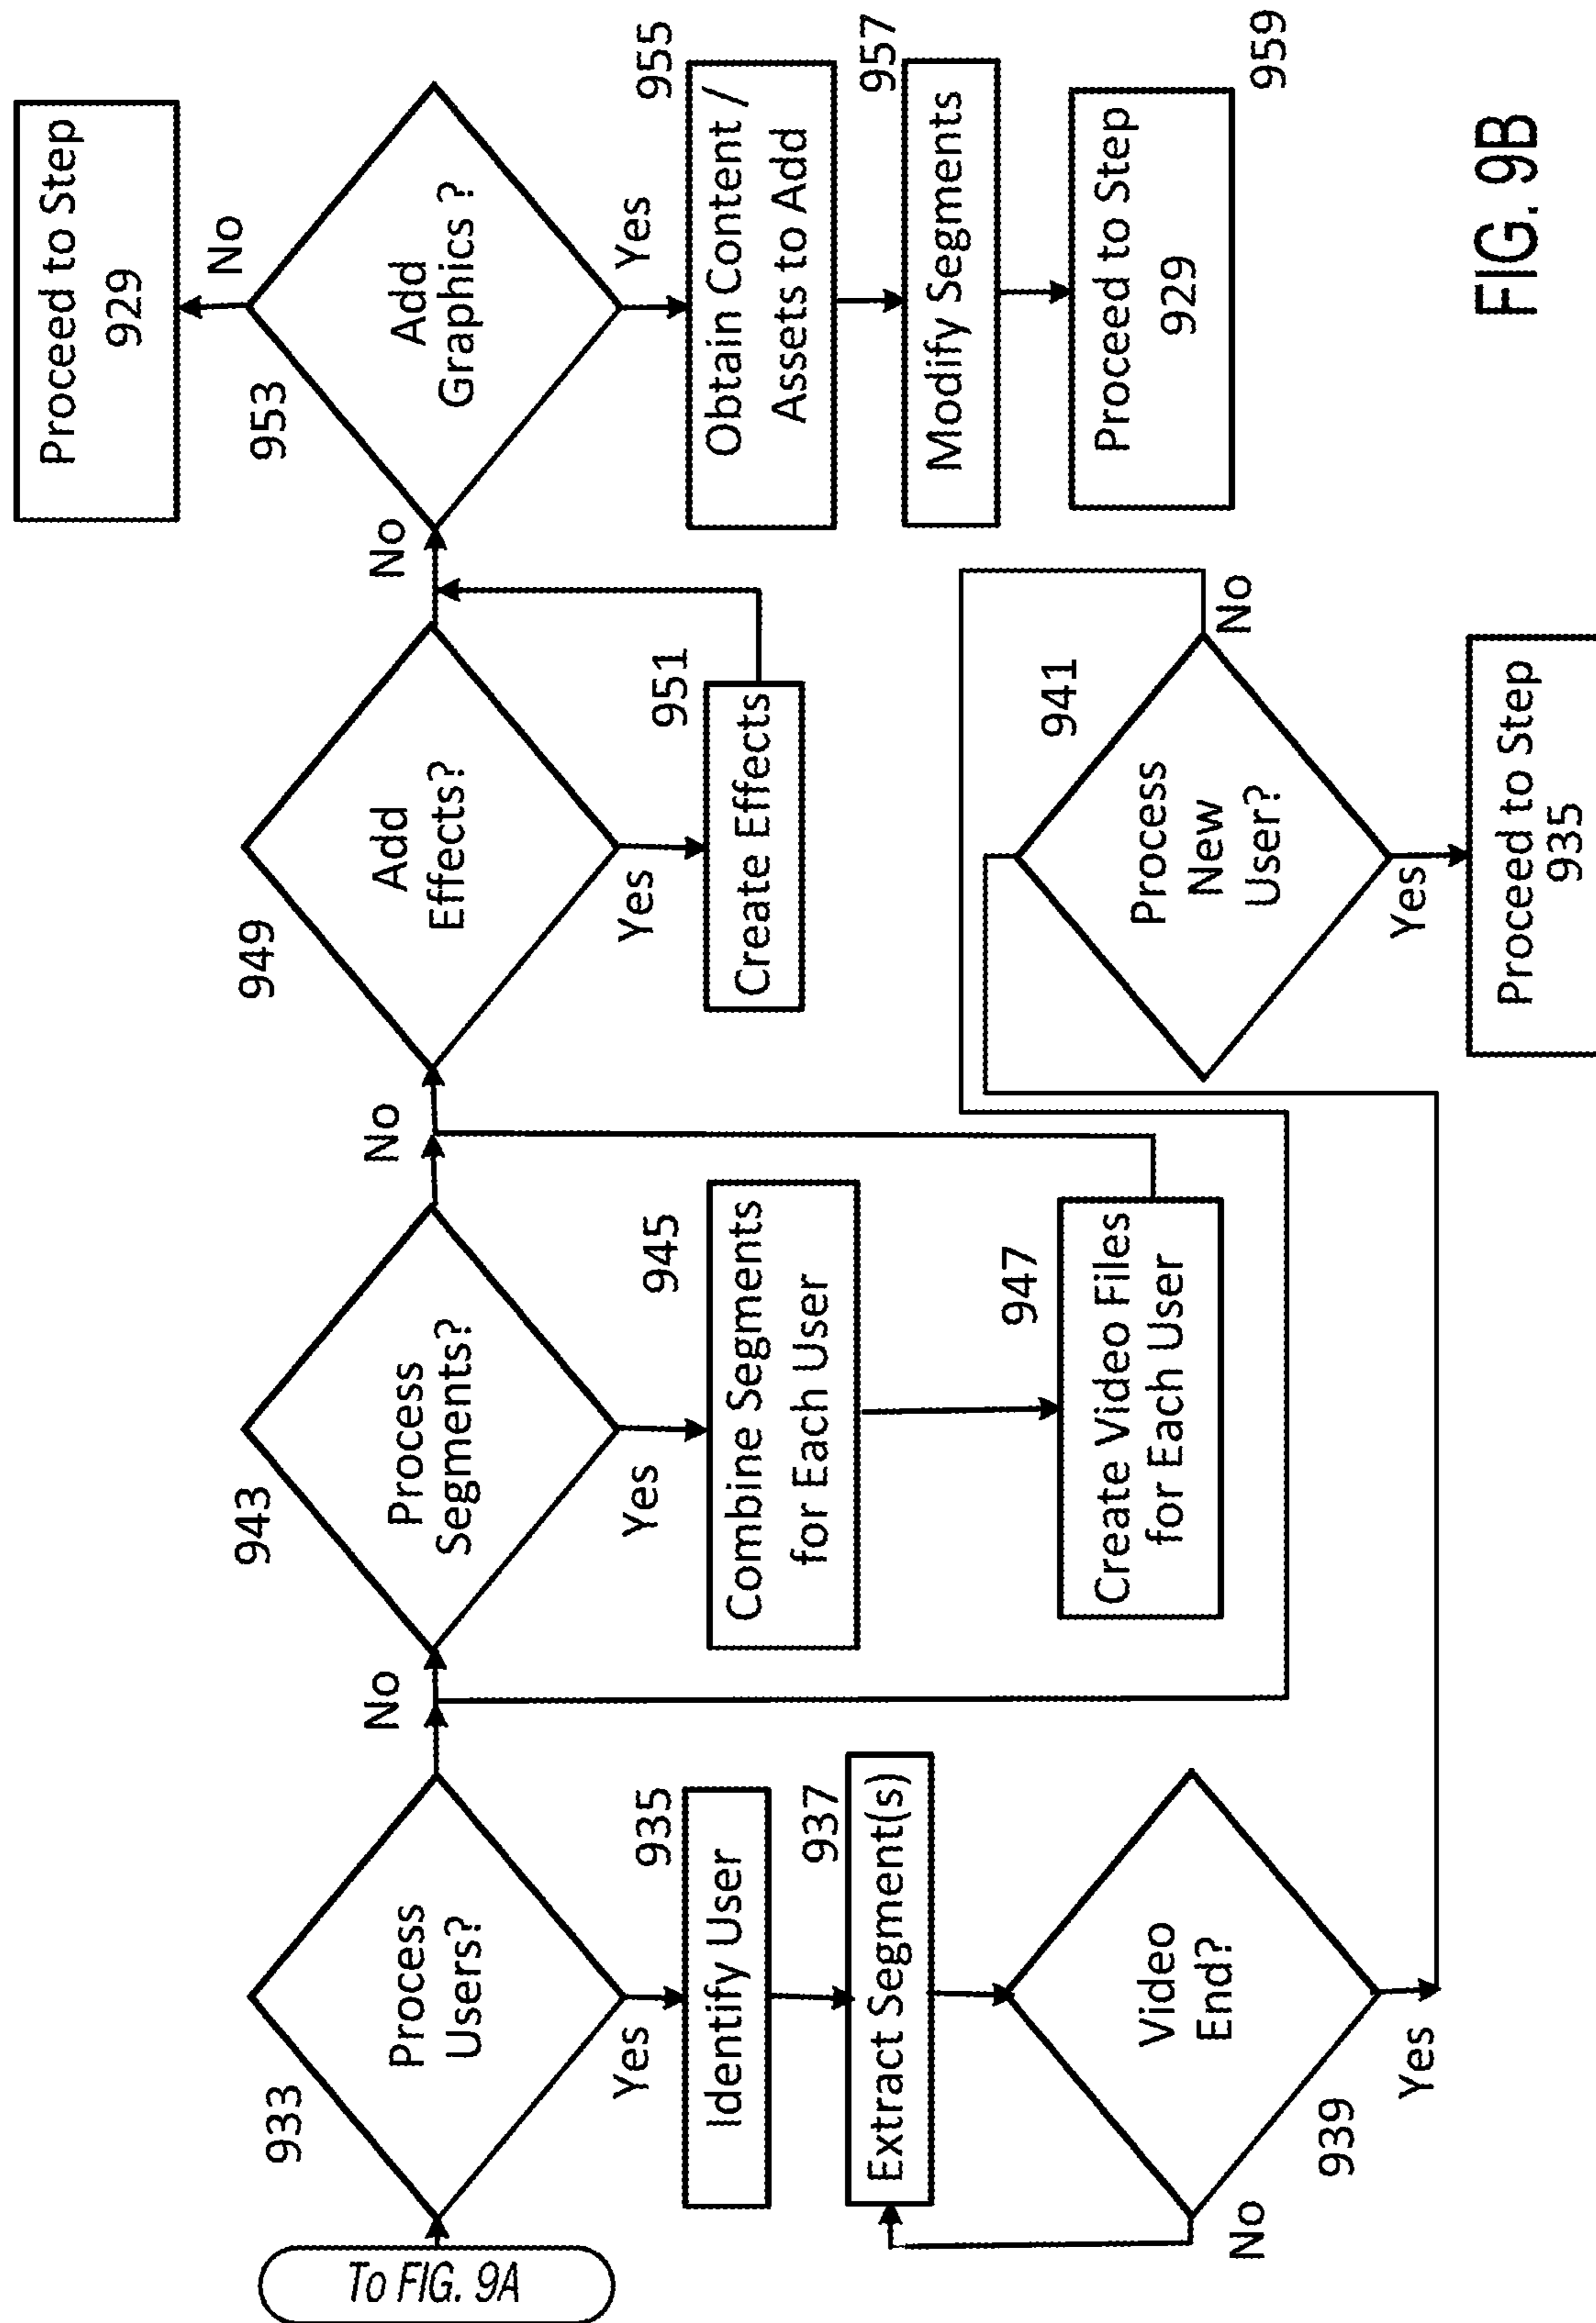 To FIG. 9A
933
Process
Users?
No
Yes
935
Identify User
937
Extract Segment(s)
Video
End?
939
No
Yes
943
Process
Segments?
No
Yes
945
Combine Segments
for Each User
947
Create Video Files
for Each User
949
Add
Effects?
No
Yes
951
Create Effects
941
Process
New
User?
No
Yes
Proceed to Step
935
953
Add
Graphics ?
No
Proceed to Step
929
Yes
955
Obtain Content /
Assets to Add
957
Modify Segments
Proceed to Step
929
959
FIG. 9B